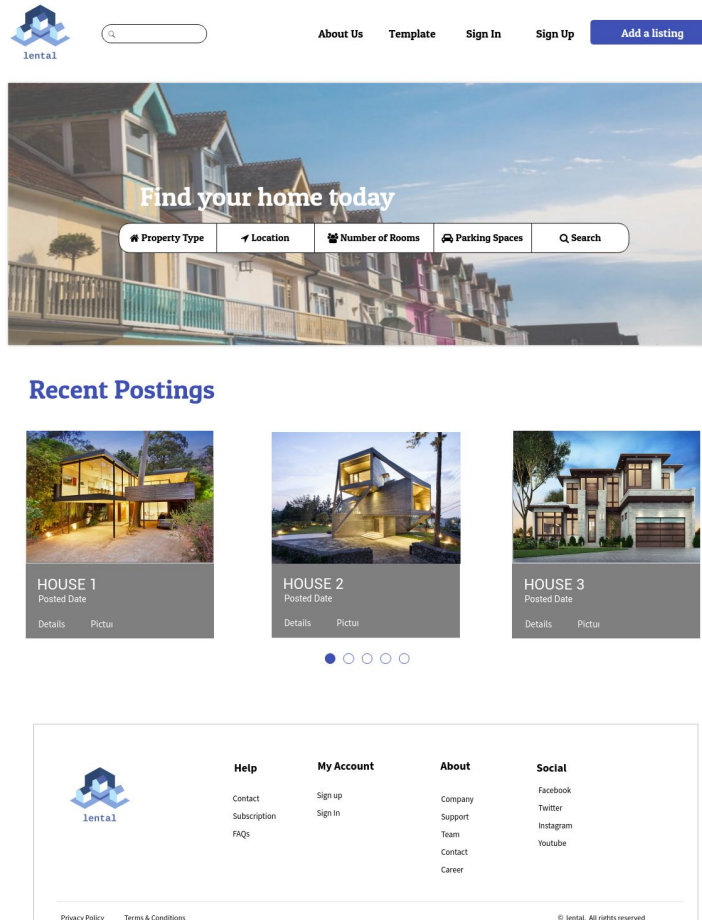 lental
About Us Template Sign In Sign Up Add a listing
Find your home today
Property Type Location Number of Rooms Parking Spaces Search
Recent Postings
HOUSE 1
Posted Date
Details Pictur
HOUSE 2
Posted Date
Details Pictur
HOUSE 3
Posted Date
Details Pictur
lental
Help
Contact
Subscription
FAQs
My Account
Sign up
Sign In
About
Company
Support
Team
Contact
Career
Social
Facebook
Twitter
Instagram
Youtube
Privacy Policy Terms & Conditions © lental. All rights reserved